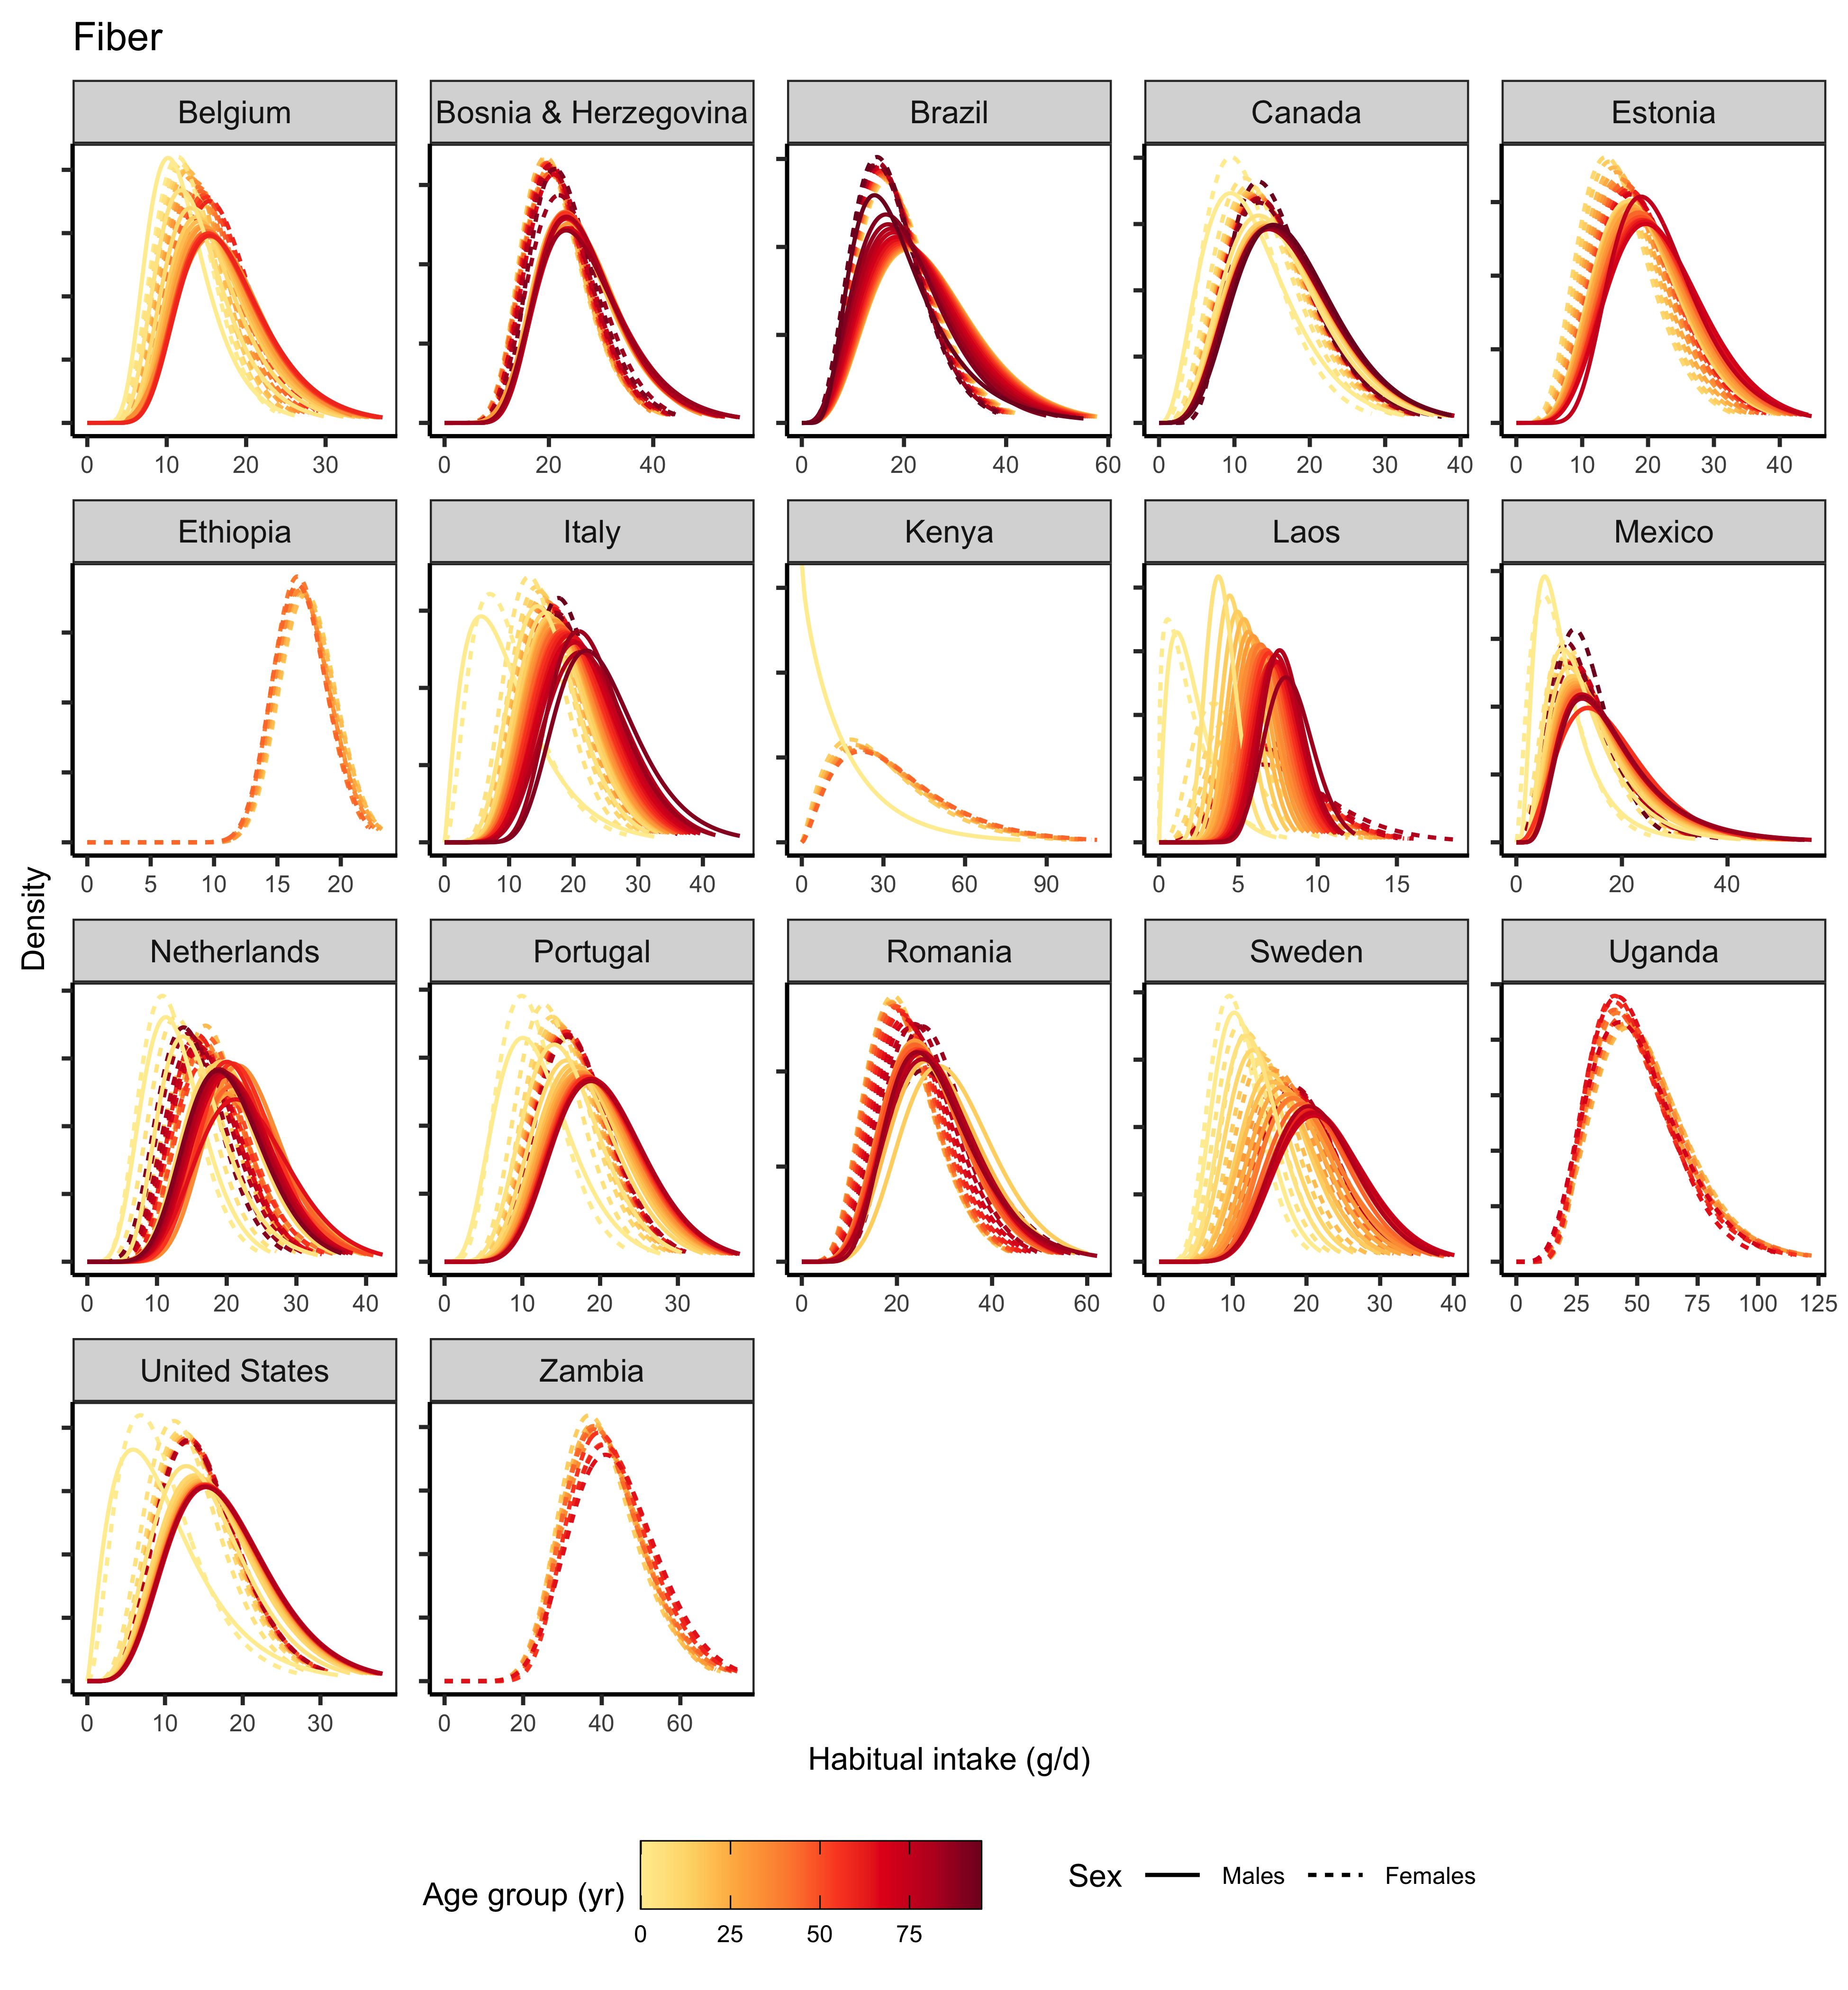 Fiber
Belgium
Bosnia & Herzegovina
Brazil
Canada
Estonia
0 10 20 30
0 20 40
0 20 40 60
0 10 20 30 40
0 10 20 30 40
Ethiopia
Italy
Kenya
Laos
Mexico
0 5 10 15 20
0 10 20 30 40
0 30 60 90
0 5 10 15
0 20 40
Density
Netherlands
Portugal
Romania
Sweden
Uganda
0 10 20 30 40
0 10 20 30
0 20 40 60
0 10 20 30 40
0 25 50 75 100 125
United States
Zambia
0 10 20 30
0 20 40 60
Habitual intake (g/d)
Age group (yr)
0 25 50 75
Sex Males Females